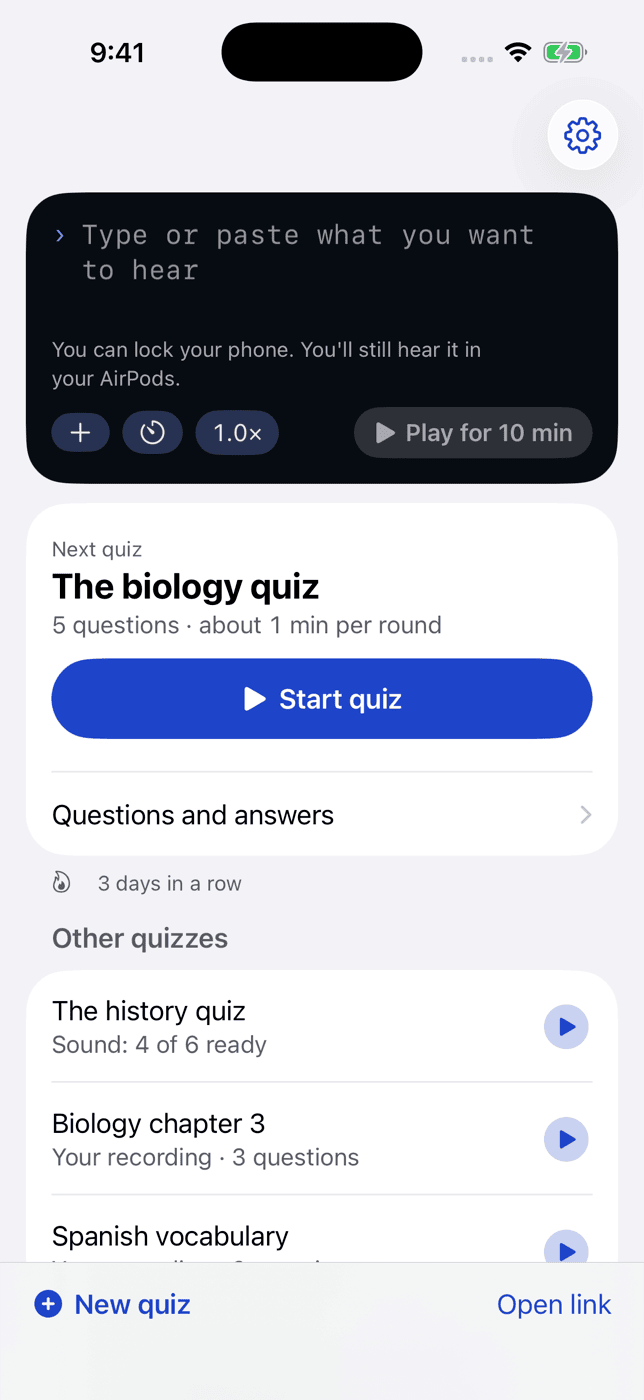 9:41
› Type or paste what you want
to hear
You can lock your phone. You'll still hear it in
your AirPods.
1.0×
Play for 10 min
Next quiz
The biology quiz
5 questions · about 1 min per round
Start quiz
Questions and answers
3 days in a row
Other quizzes
The history quiz
Sound: 4 of 6 ready
Biology chapter 3
Your recording · 3 questions
Spanish vocabulary
New quiz
Open link